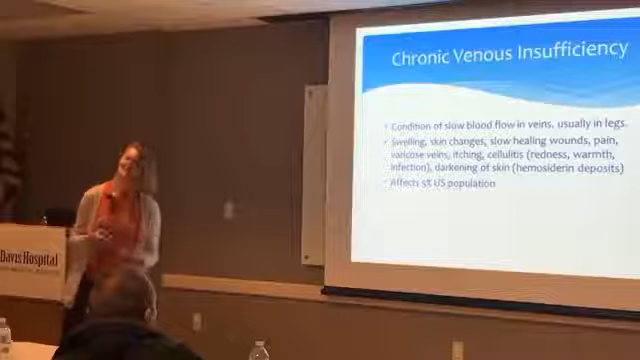 Chronic Venous Insufficiency
Condition of slow blood flow in veins, usually in legs.
Swelling, skin changes, slow healing wounds, pain,
varicose veins, itching, cellulitis (redness, warmth,
infection), darkening of skin (hemosiderin deposits)
Affects 5% US population
Davis Hospital